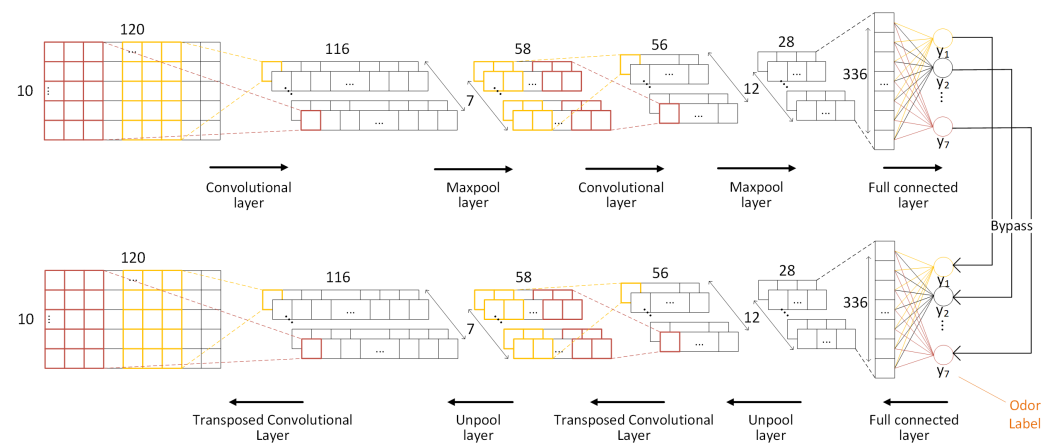 120
...
116
58
56
28
10
...
...
...
...
7
...
...
12
336
...
y1
y2
...
y7
Convolutional
layer
Maxpool
layer
Convolutional
layer
Maxpool
layer
Full connected
layer
Bypass
120
...
116
58
56
28
10
...
...
...
...
7
...
...
12
336
...
y1
y2
...
y7
Transposed Convolutional
Layer
Unpool
layer
Transposed Convolutional
Layer
Unpool
layer
Full connected
layer
Odor
Label